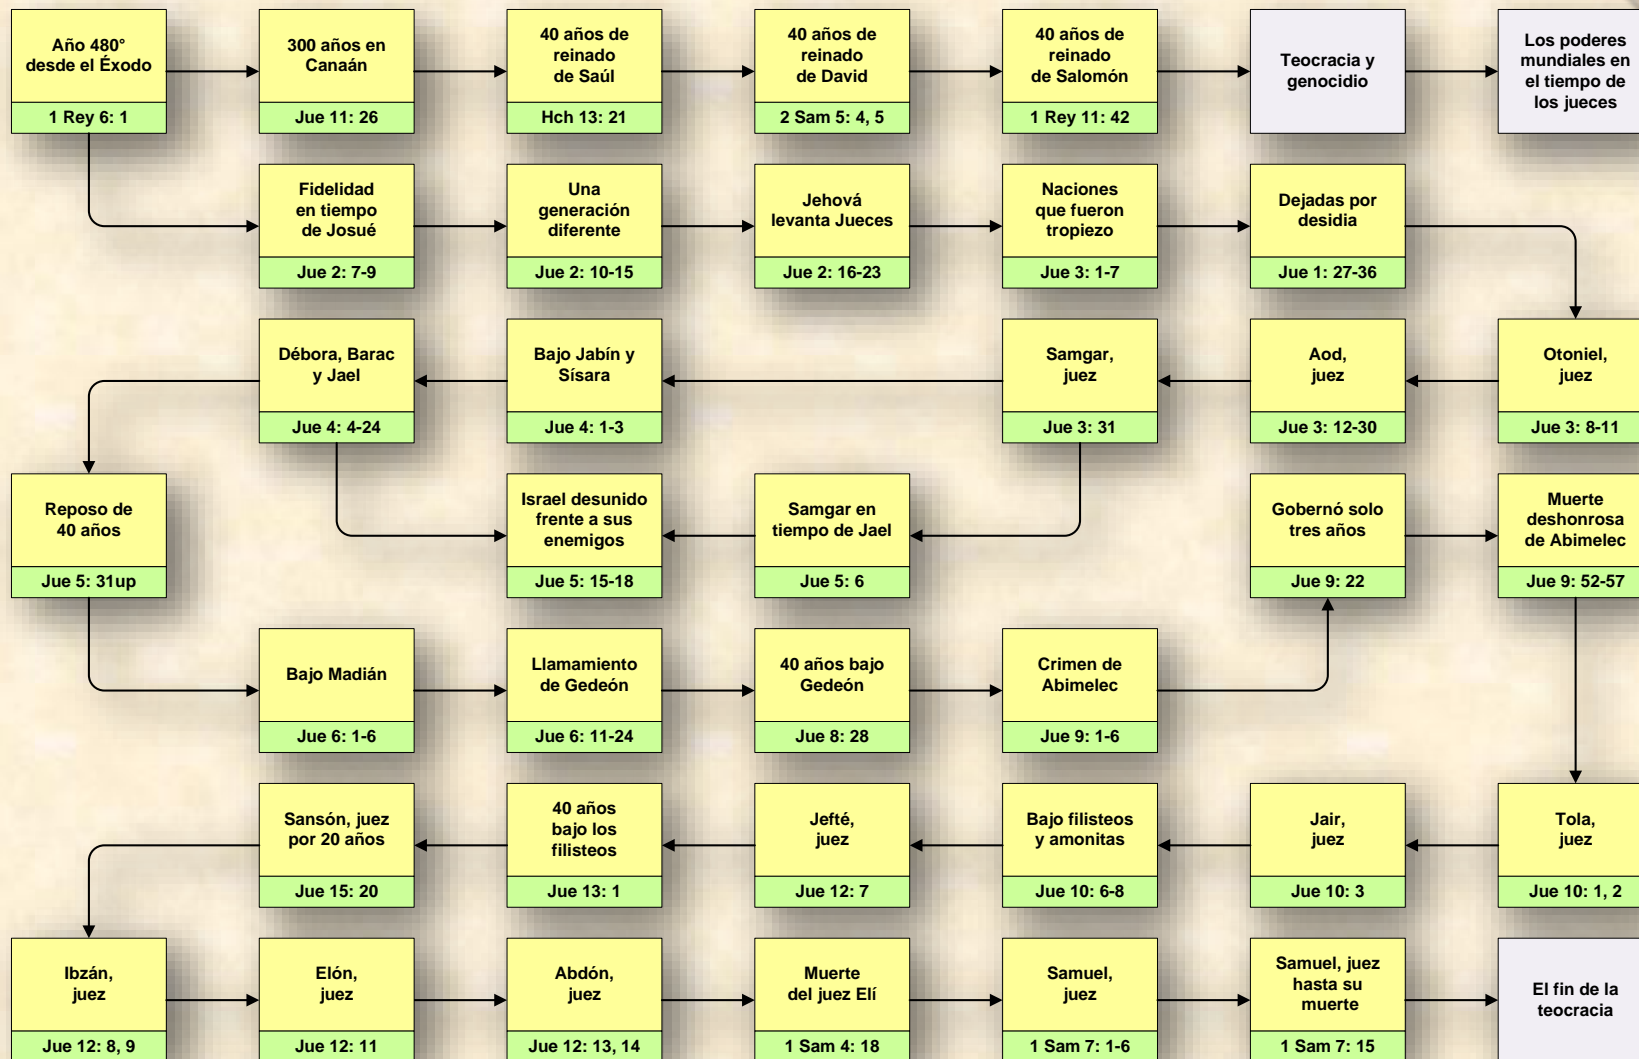 Año 480°
desde el Éxodo
1 Rey 6: 1
300 años en
Canaán
Jue 11: 26
40 años de
reinado
de Saúl
Hch 13: 21
40 años de
reinado
de David
2 Sam 5: 4, 5
40 años de
reinado
de Salomón
1 Rey 11: 42
Teocracia y
genocidio
Los poderes
mundiales en
el tiempo de
los jueces
Fidelidad
en tiempo
de Josué
Jue 2: 7-9
Una
generación
diferente
Jue 2: 10-15
Jehová
levanta Jueces
Jue 2: 16-23
Naciones
que fueron
tropiezo
Jue 3: 1-7
Dejadas por
desidia
Jue 1: 27-36
Débora, Barac
y Jael
Jue 4: 4-24
Bajo Jabín y
Sísara
Jue 4: 1-3
Samgar,
juez
Jue 3: 31
Aod,
juez
Jue 3: 12-30
Otoniel,
juez
Jue 3: 8-11
Reposo de
40 años
Jue 5: 31up
Israel desunido
frente a sus
enemigos
Jue 5: 15-18
Samgar en
tiempo de Jael
Jue 5: 6
Gobernó solo
tres años
Jue 9: 22
Muerte
deshonrosa
de Abimelec
Jue 9: 52-57
Bajo Madián
Jue 6: 1-6
Llamamiento
de Gedeón
Jue 6: 11-24
40 años bajo
Gedeón
Jue 8: 28
Crimen de
Abimelec
Jue 9: 1-6
Sansón, juez
por 20 años
Jue 15: 20
40 años
bajo los
filisteos
Jue 13: 1
Jefté,
juez
Jue 12: 7
Bajo filisteos
y amonitas
Jue 10: 6-8
Jair,
juez
Jue 10: 3
Tola,
juez
Jue 10: 1, 2
Ibzán,
juez
Jue 12: 8, 9
Elón,
juez
Jue 12: 11
Abdón,
juez
Jue 12: 13, 14
Muerte
del juez Elí
1 Sam 4: 18
Samuel,
juez
1 Sam 7: 1-6
Samuel, juez
hasta su
muerte
1 Sam 7: 15
El fin de la
teocracia